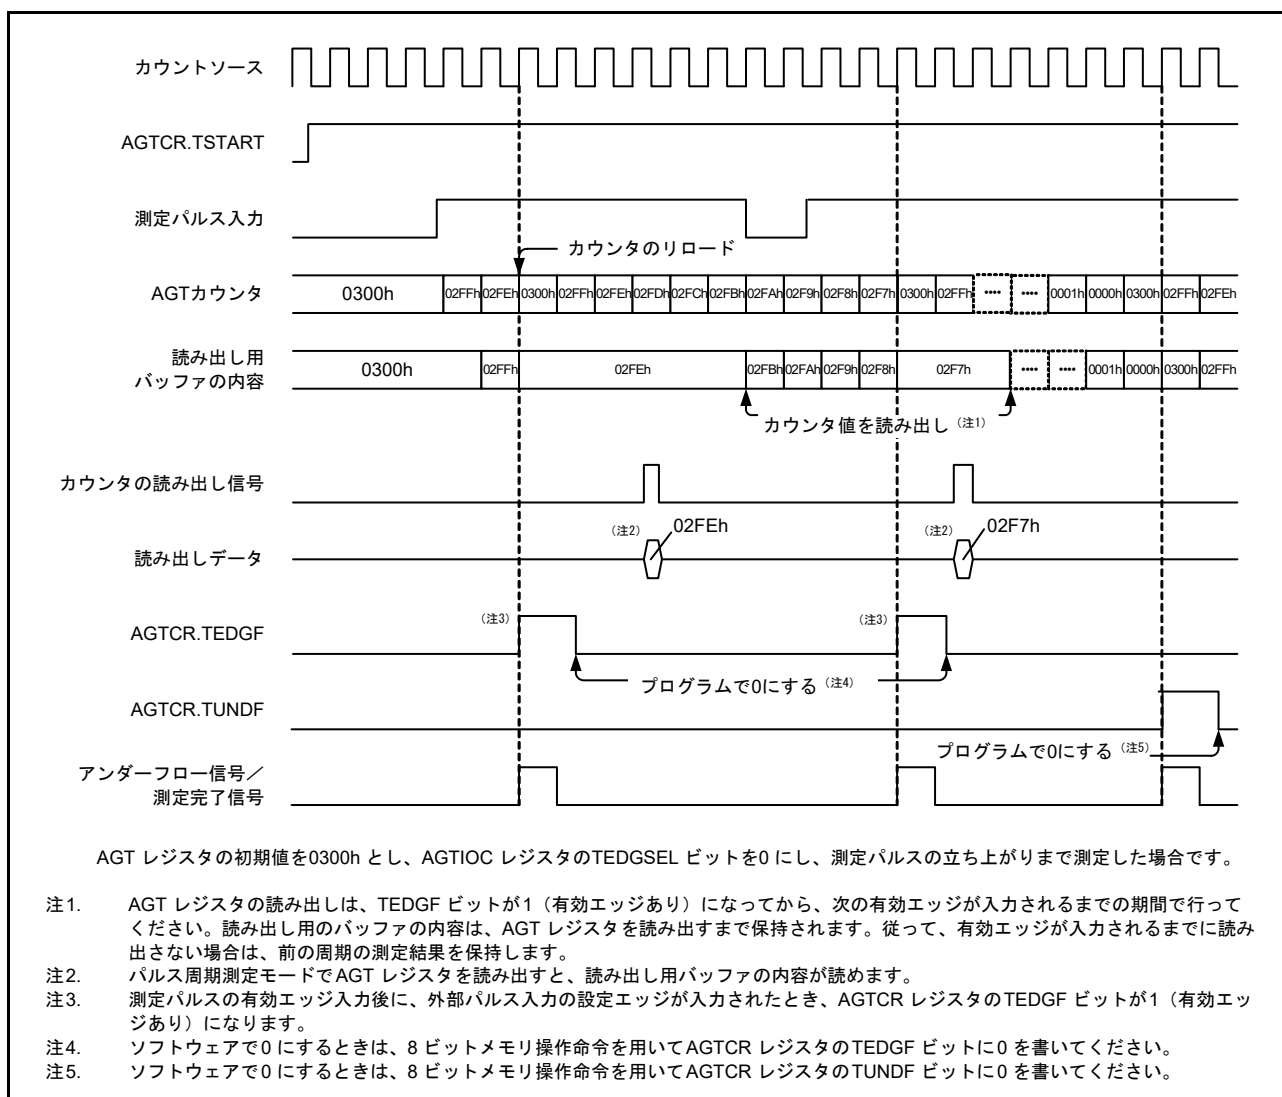 カウントソース
AGTCR.TSTART
測定パルス入力
カウンタのリロード
AGTカウンタ
0300h 02FFh 02FEh 0300h 02FFh 02FEh 02FDh 02FCh 02FBh 02FAh 02F9h 02F8h 02F7h 0300h 02FFh •••• •••• 0001h 0000h 0300h 02FFh 02FEh
読み出し用
バッファの内容
0300h 02FFh 02FEh 02FBh 02FAh 02F9h 02F8h 02F7h •••• •••• 0001h 0000h 0300h 02FFh
カウンタ値を読み出し（注1）
カウンタの読み出し信号
（注2） 02FEh （注2） 02F7h
読み出しデータ
（注3） （注3）
AGTCR.TEDGF
プログラムで0にする（注4）
AGTCR.TUNDF
プログラムで0にする（注5）
アンダーフロー信号／
測定完了信号
AGT レジスタの初期値を0300h とし、AGTIOC レジスタのTEDGSEL ビットを0 にし、測定パルスの立ち上がりまで測定した場合です。
注1. AGT レジスタの読み出しは、TEDGF ビットが1（有効エッジあり）になってから、次の有効エッジが入力されるまでの期間で行って
ください。読み出し用のバッファの内容は、AGT レジスタを読み出すまで保持されます。従って、有効エッジが入力されるまでに読み
出さない場合は、前の周期の測定結果を保持します。
注2. パルス周期測定モードでAGT レジスタを読み出すと、読み出し用バッファの内容が読めます。
注3. 測定パルスの有効エッジ入力後に、外部パルス入力の設定エッジが入力されたとき、AGTCR レジスタのTEDGF ビットが1（有効エッ
ジあり）になります。
注4. ソフトウェアで0 にするときは、8 ビットメモリ操作命令を用いてAGTCR レジスタのTEDGF ビットに0 を書いてください。
注5. ソフトウェアで0 にするときは、8 ビットメモリ操作命令を用いてAGTCR レジスタのTUNDF ビットに0 を書いてください。